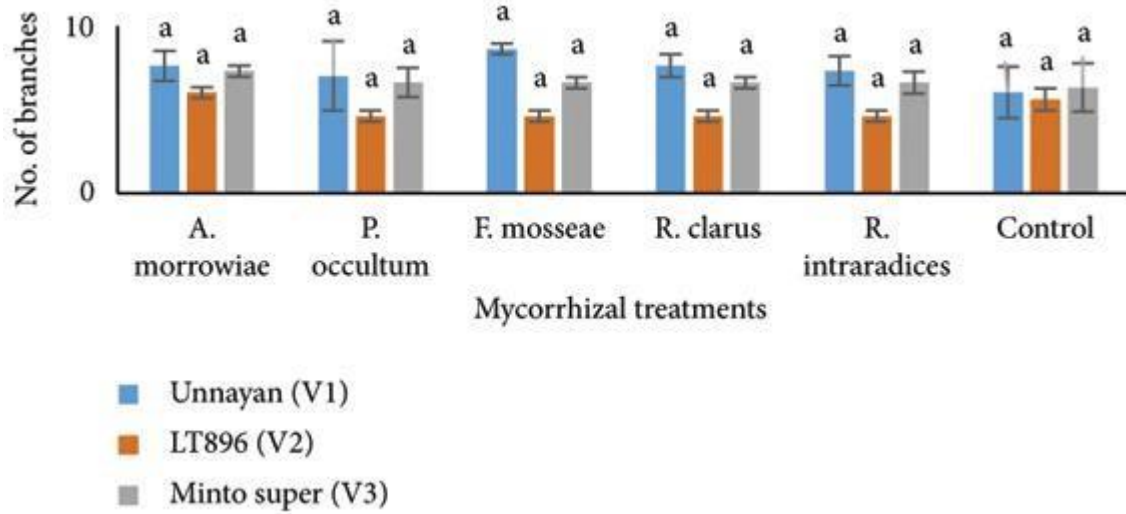 No. of branches
10
0
a a a a a a a a a a a a a a a a a a
A. morrowiae
P. occultum
F. mosseae
R. clarus
R. intraradices
Control
Mycorrhizal treatments
Unnayan (V1)
LT896 (V2)
Minto super (V3)